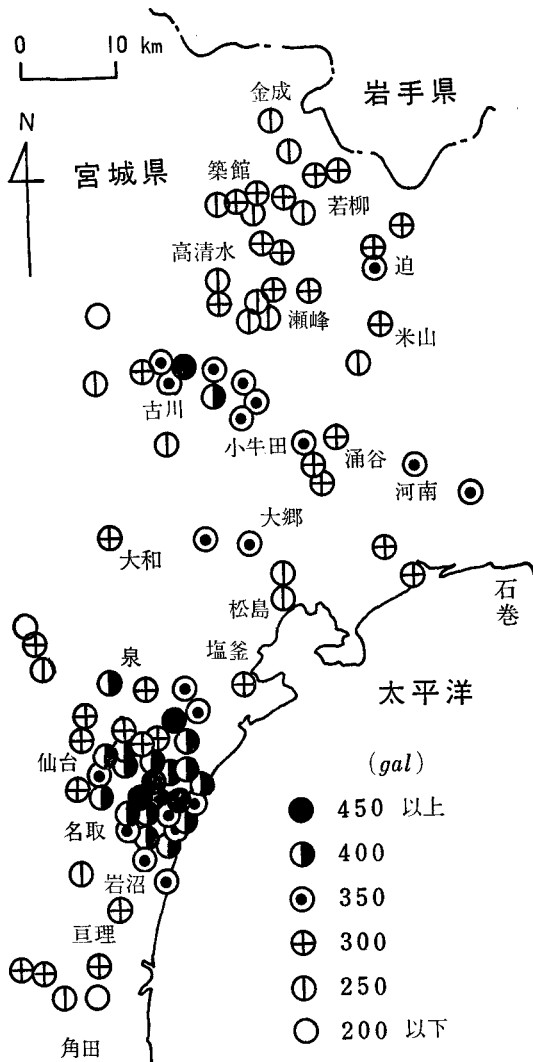 0 10 km
金成
岩手県
N
宮城県
築館
若柳
高清水
迫
瀬峰
米山
古川
小牛田
涌谷
河南
大郷
大和
松島
石巻
塩釜
泉
太平洋
仙台
(gal)
450 以上
名取
400
岩沼
350
亘理
300
250
角田
200 以下